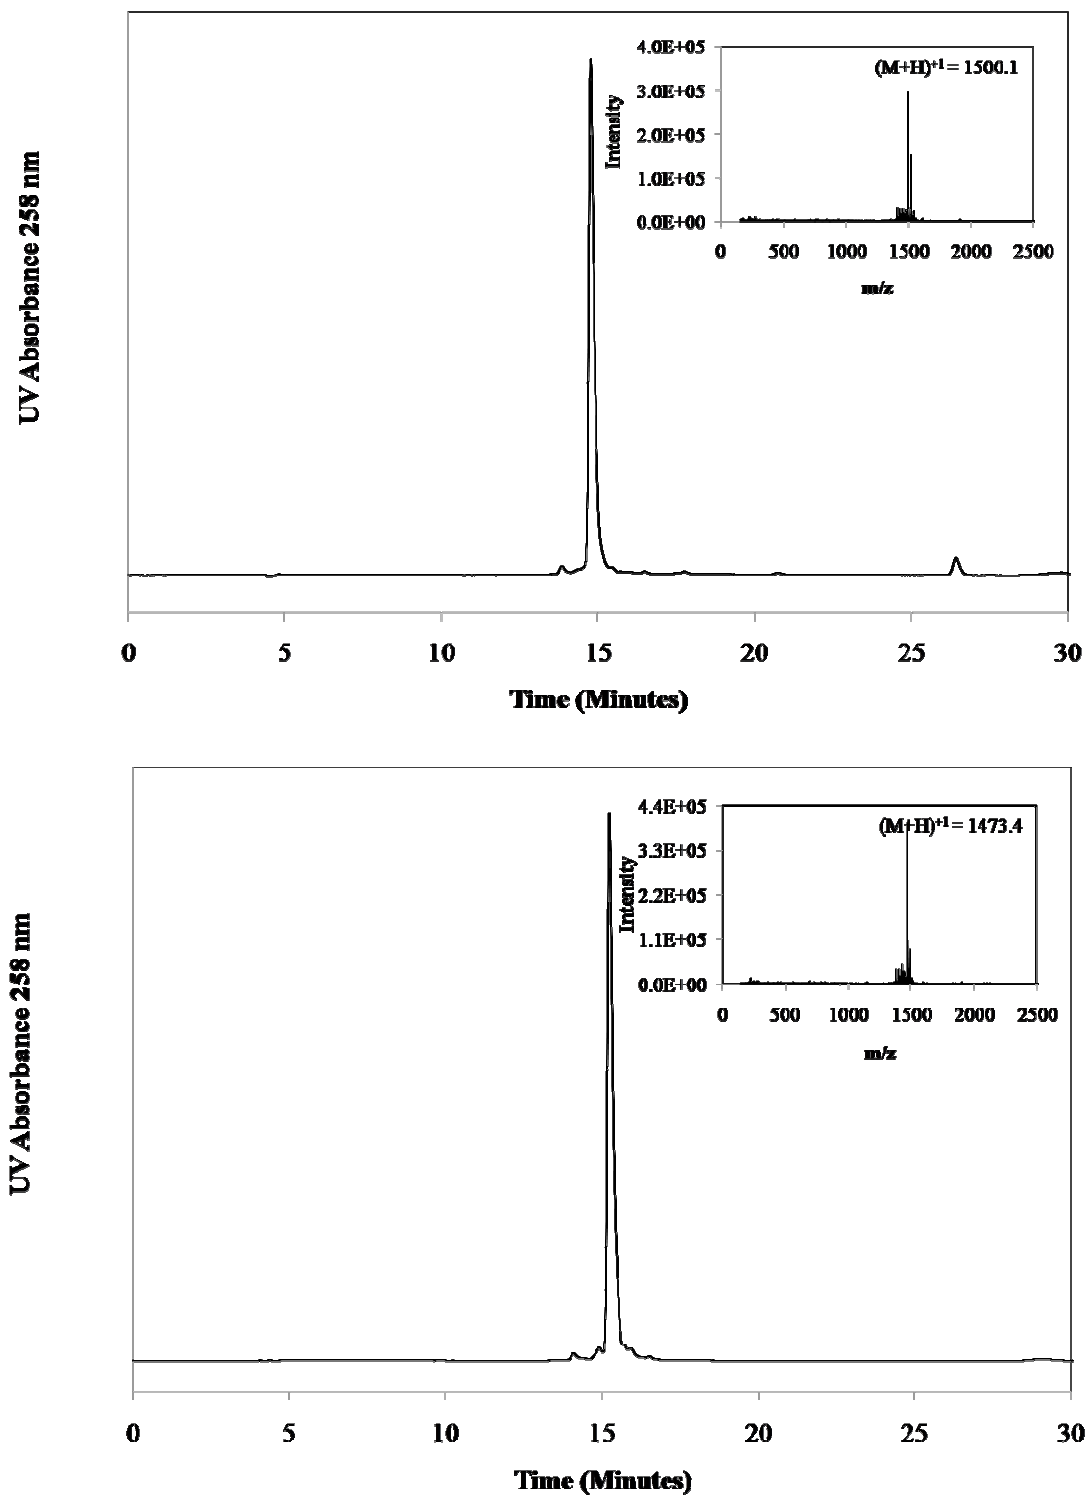 UV Absorbance 258 nm
4.0E+05
3.0E+05
2.0E+05
1.0E+05
0.0E+00
Intensity
(M+H)+1 = 1500.1
0 500 1000 1500 2000 2500
m/z
0 5 10 15 20 25 30
Time (Minutes)
UV Absorbance 258 nm
4.4E+05
3.3E+05
2.2E+05
1.1E+05
0.0E+00
Intensity
(M+H)+1 = 1473.4
0 500 1000 1500 2000 2500
m/z
0 5 10 15 20 25 30
Time (Minutes)